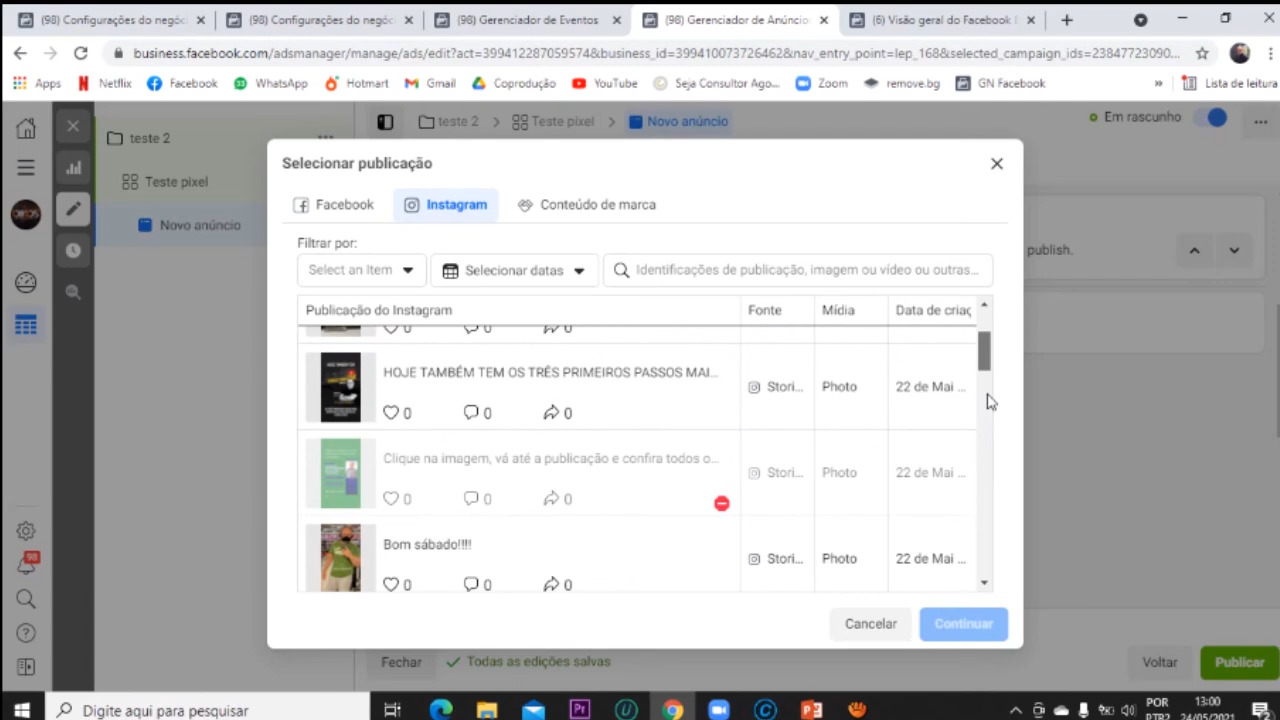 (98) Configurações do negóc
(98) Configurações do negóc
(98) Gerenciador de Eventos
(98) Gerenciador de Anúncio
(6) Visão geral do Facebook
business.facebook.com/adsmanager/manage/ads/edit?act=399412287059574&business_id=399410073726462&nav_entry_point=lep_168&selected_campaign_ids=23847723090...
Apps Netflix Facebook WhatsApp Hotmart Gmail Coprodução YouTube Seja Consultor Ago... Zoom remove.bg GN Facebook » Lista de leitura
teste 2
Teste pixel
Novo anúncio
teste 2 > Teste pixel > Novo anúncio
Em rascunho
publish.
Selecionar publicação
Facebook Instagram Conteúdo de marca
Filtrar por:
Select an Item Selecionar datas Identificações de publicação, imagem ou vídeo ou outras...
Publicação do Instagram Fonte Mídia Data de criaç
0 0 0
HOJE TAMBÉM TEM OS TRÊS PRIMEIROS PASSOS MAI...
0 0 0
Stori... Photo 22 de Mai ...
Clique na imagem, vá até a publicação e confira todos o...
0 0 0
Stori... Photo 22 de Mai ...
Bom sábado!!!!
0 0 0
Stori... Photo 22 de Mai ...
Cancelar Continuar
Fechar Todas as edições salvas Voltar Publicar
98
Digite aqui para pesquisar
POR
PTB2
13:00
24/05/2021